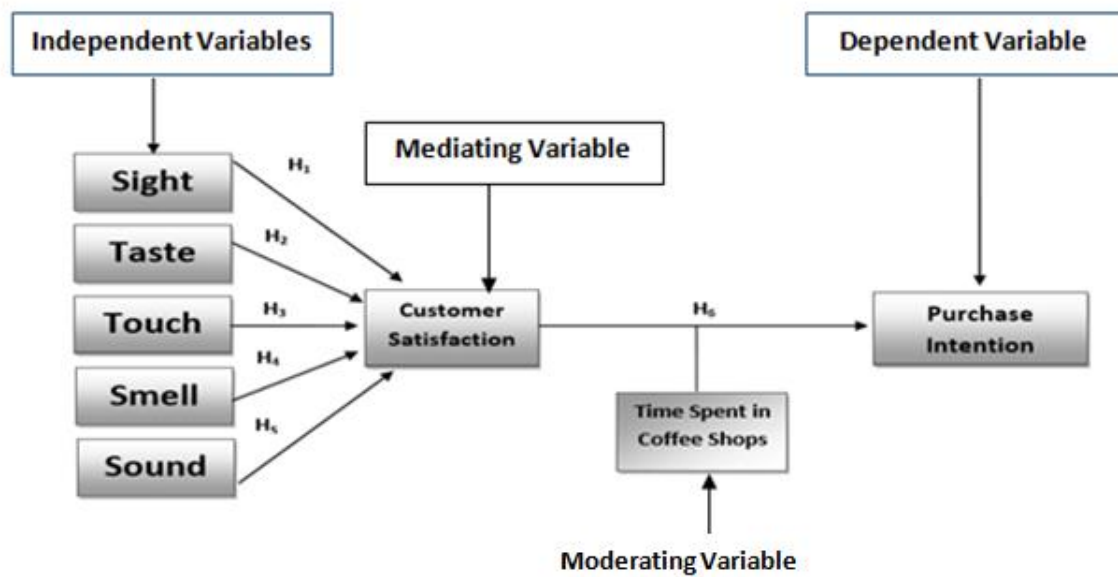 Independent Variables
Dependent Variable
Mediating Variable
Sight
H₁
Taste
H₂
Touch
H₃
Smell
H₄
Sound
H₅
Customer
Satisfaction
H₆
Purchase
Intention
Time Spent in
Coffee Shops
Moderating Variable